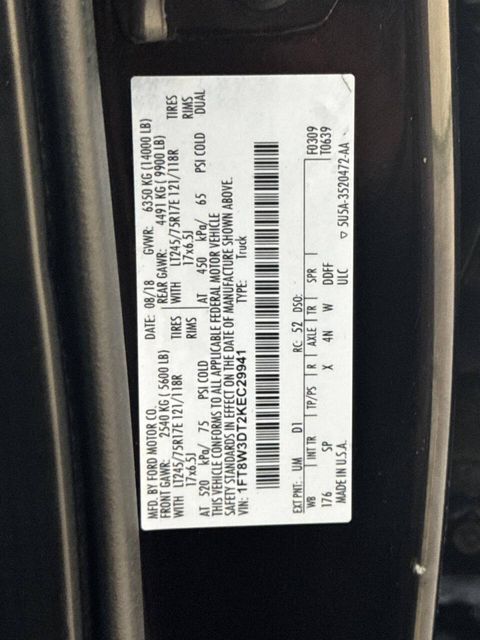 MFD. BY FORD MOTOR CO.
DATE: 08/18 GVWR: 6350 KG (14000 LB)
FRONT GAWR: 2540 KG ( 5600 LB) REAR GAWR: 4491 KG ( 9900 LB)
WITH LT245/75R17E 121/118R TIRES WITH LT245/75R17E 121/118R TIRES
17x6.5J RIMS 17x6.5J RIMS
AT 520 kPa/ 75 PSI COLD AT 450 kPa/ 65 PSI COLD DUAL
THIS VEHICLE CONFORMS TO ALL APPLICABLE FEDERAL MOTOR VEHICLE
SAFETY STANDARDS IN EFFECT ON THE DATE OF MANUFACTURE SHOWN ABOVE.
VIN: 1FT8W3DT2KEC29941 TYPE: Truck
F0309
T0639
EXT PNT: UM D1 RC: 52 DSO:
WB INT TR TP/PS R AXLE TR SPR
176 SP X 4N W DDFF
MADE IN U.S.A. ULC
▽ 5U5A-3520472-AA